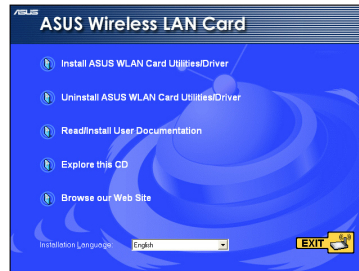 ASUS
ASUS Wireless LAN Card
Install ASUS WLAN Card Utilities/Driver
Uninstall ASUS WLAN Card Utilities/Driver
Read/Install User Documentation
Explore this CD
Browse our Web Site
Installation Language: English
EXIT